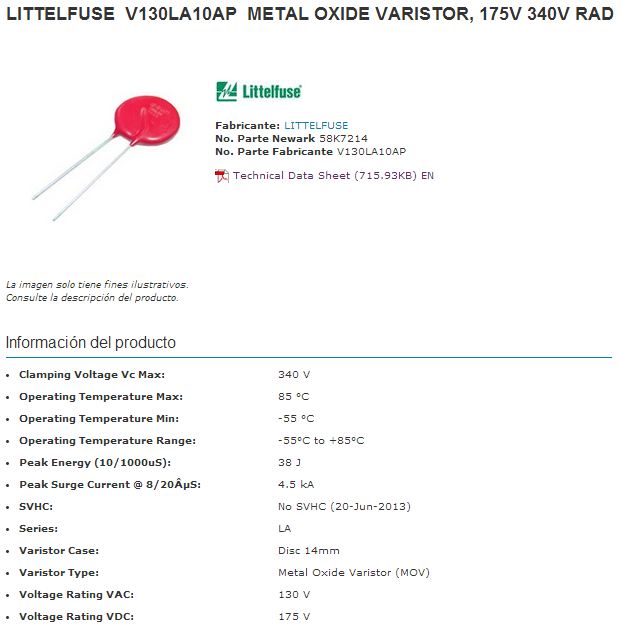 LITTELFUSE V130LA10AP METAL OXIDE VARISTOR, 175V 340V RAD
Littelfuse®
Fabricante: LITTELFUSE
No. Parte Newark 58K7214
No. Parte Fabricante V130LA10AP
Technical Data Sheet (715.93KB) EN
La imagen solo tiene fines ilustrativos.
Consulte la descripción del producto.
Información del producto
Clamping Voltage Vc Max: 340 V
Operating Temperature Max: 85 °C
Operating Temperature Min: -55 °C
Operating Temperature Range: -55°C to +85°C
Peak Energy (10/1000uS): 38 J
Peak Surge Current @ 8/20ÂµS: 4.5 kA
SVHC: No SVHC (20-Jun-2013)
Series: LA
Varistor Case: Disc 14mm
Varistor Type: Metal Oxide Varistor (MOV)
Voltage Rating VAC: 130 V
Voltage Rating VDC: 175 V